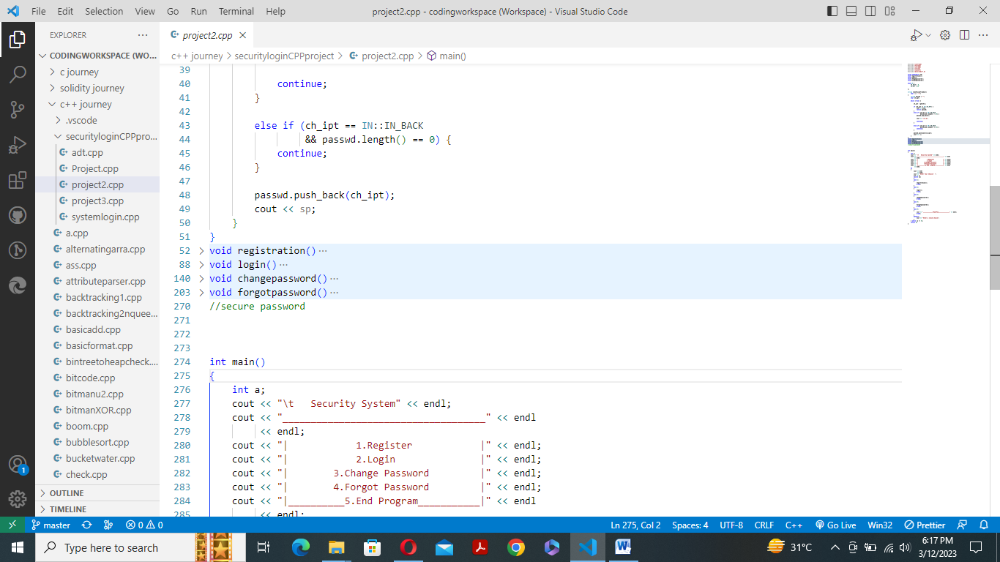 File Edit Selection View Go Run Terminal Help project2.cpp - codingworkspace (Workspace) - Visual Studio Code
EXPLORER ···
CODINGWORKSPACE (WO...
c journey
solidity journey
c++ journey
.vscode
securityloginCPPpro...
adt.cpp
Project.cpp
project2.cpp
project3.cpp
systemlogin.cpp
a.cpp
alternatingarra.cpp
ass.cpp
attributeparser.cpp
backtracking1.cpp
backtracking2nquee...
basicadd.cpp
basicformat.cpp
bintreetoheapcheck....
bitcode.cpp
bitmanu2.cpp
bitmanXOR.cpp
boom.cpp
bubblesort.cpp
bucketwater.cpp
check.cpp
OUTLINE
TIMELINE
project2.cpp
c++ journey > securityloginCPPproject > project2.cpp > main()
39
40 continue;
41 }
42
43 else if (ch_ipt == IN::IN_BACK
44 && passwd.length() == 0) {
45 continue;
46 }
47
48 passwd.push_back(ch_ipt);
49 cout << sp;
50 }
51 }
52 void registration() ···
88 void login() ···
140 void changepassword() ···
203 void forgotpassword() ···
270 //secure password
271
272
273
274 int main()
275 {
276 int a;
277 cout << "\t   Security System" << endl;
278 cout << "____________________________________" << endl
279 << endl;
280 cout << "|            1.Register            |" << endl;
281 cout << "|            2.Login               |" << endl;
282 cout << "|        3.Change Password         |" << endl;
283 cout << "|        4.Forgot Password         |" << endl;
284 cout << "|__________5.End Program___________|" << endl
285 << endl;
master 0 0 Ln 275, Col 2 Spaces: 4 UTF-8 CRLF C++ Go Live Win32 Prettier
1
Type here to search 31°C 6:17 PM
3/12/2023